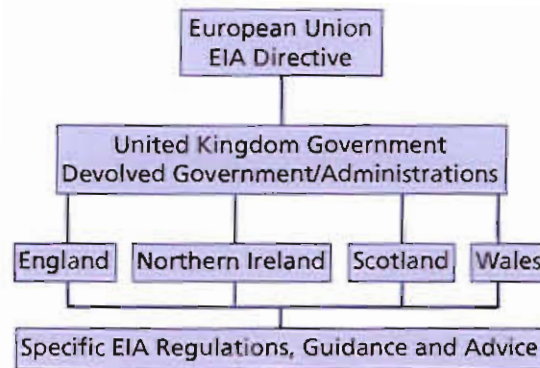 European Union
EIA Directive
United Kingdom Government
Devolved Government/Administrations
England
Northern Ireland
Scotland
Wales
Specific EIA Regulations, Guidance and Advice